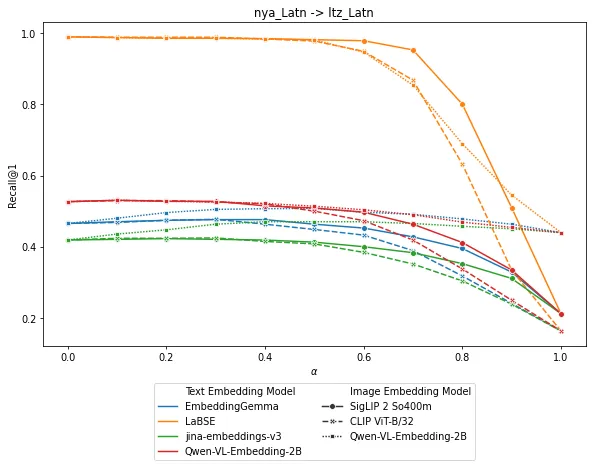 nya_Latn -> ltz_Latn
1.0
0.8
0.6
0.4
0.2
Recall@1
0.0 0.2 0.4 0.6 0.8 1.0
α
Text Embedding Model Image Embedding Model
EmbeddingGemma SigLIP 2 So400m
LaBSE CLIP ViT-B/32
jina-embeddings-v3 Qwen-VL-Embedding-2B
Qwen-VL-Embedding-2B